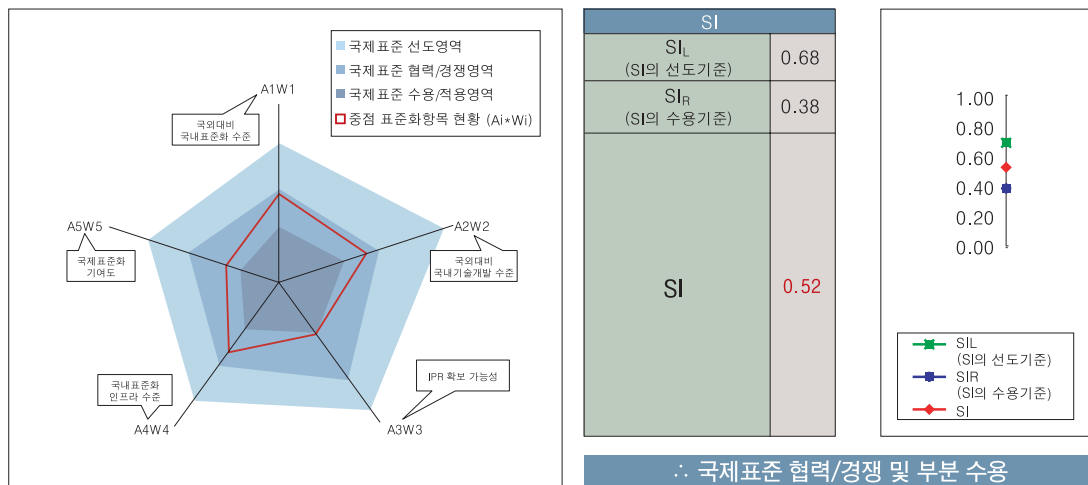 국제표준 선도영역
국제표준 협력/경쟁영역
국제표준 수용/적용영역
중점 표준화항목 현황 (Ai*Wi)
A1W1
국외대비
국내표준화 수준
A2W2
국외대비
국내기술개발 수준
IPR 확보 가능성
A3W3
국내표준화
인프라 수준
A4W4
A5W5
국제표준화
기여도
SI
SIL
(SI의 선도기준)
0.68
SIR
(SI의 수용기준)
0.38
SI
0.52
1.00
0.80
0.60
0.40
0.20
0.00
SIL
(SI의 선도기준)
SIR
(SI의 수용기준)
SI
∴ 국제표준 협력/경쟁 및 부분 수용